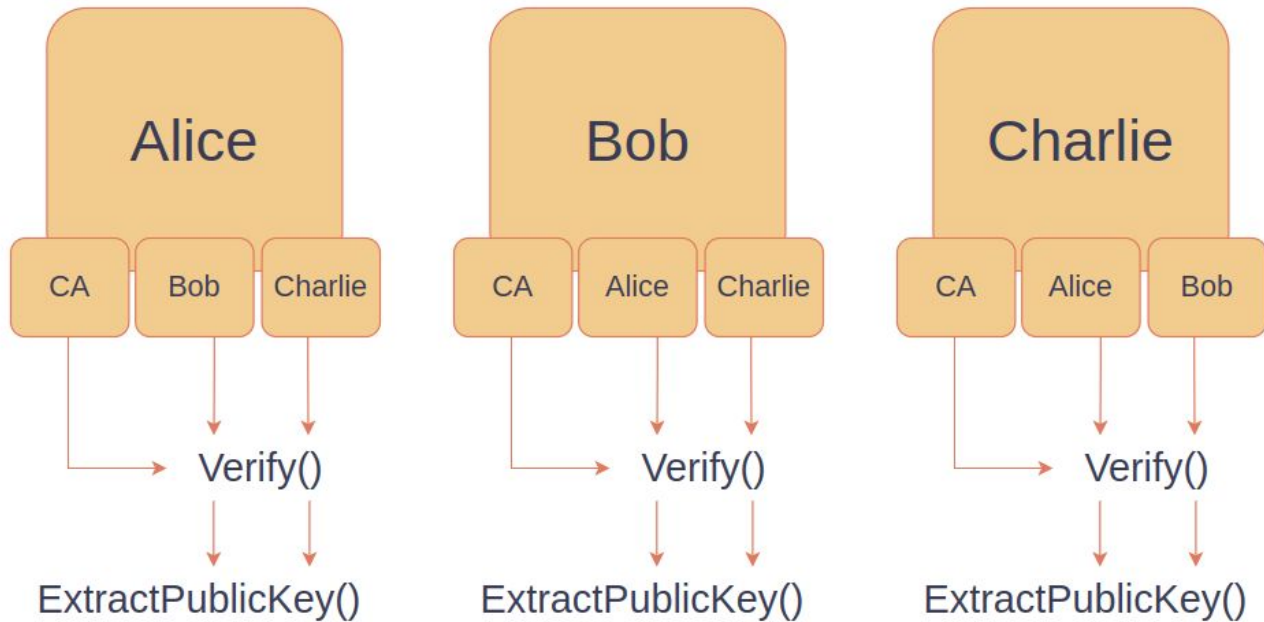 Alice
CA
Bob
Charlie
Verify()
ExtractPublicKey()
Bob
CA
Alice
Charlie
Verify()
ExtractPublicKey()
Charlie
CA
Alice
Bob
Verify()
ExtractPublicKey()